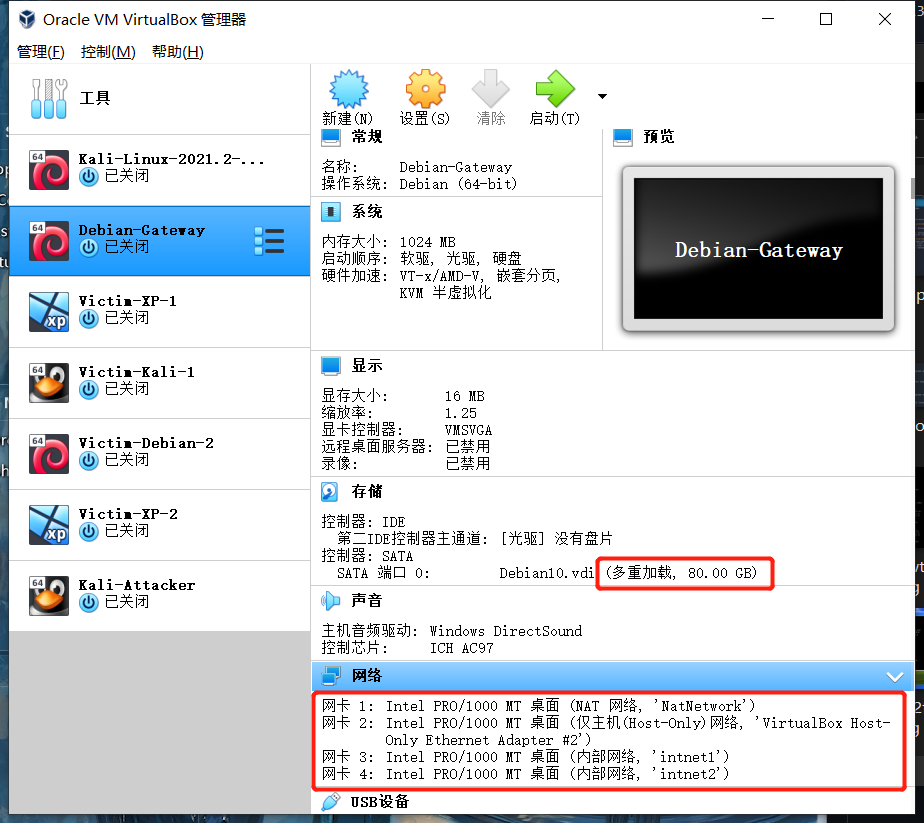 Oracle VM VirtualBox 管理器
管理(F) 控制(M) 帮助(H)
工具
新建(N) 设置(S) 清除 启动(T)
64
Kali-Linux-2021.2-...
已关闭
64
Debian-Gateway
已关闭
Victim-XP-1
xp
已关闭
64
Victim-Kali-1
已关闭
64
Victim-Debian-2
已关闭
Victim-XP-2
xp
已关闭
64
Kali-Attacker
已关闭
常规
名称: Debian-Gateway
操作系统: Debian (64-bit)
预览
Debian-Gateway
系统
内存大小: 1024 MB
启动顺序: 软驱, 光驱, 硬盘
硬件加速: VT-x/AMD-V, 嵌套分页,
KVM 半虚拟化
显示
显存大小: 16 MB
缩放率: 1.25
显卡控制器: VMSVGA
远程桌面服务器: 已禁用
录像: 已禁用
存储
控制器: IDE
第二IDE控制器主通道: [光驱] 没有盘片
控制器: SATA
SATA 端口 0: Debian10.vdi (多重加载, 80.00 GB)
声音
主机音频驱动: Windows DirectSound
控制芯片: ICH AC97
网络
网卡 1: Intel PRO/1000 MT 桌面 (NAT 网络, 'NatNetwork')
网卡 2: Intel PRO/1000 MT 桌面 (仅主机(Host-Only)网络, 'VirtualBox Host-
Only Ethernet Adapter #2')
网卡 3: Intel PRO/1000 MT 桌面 (内部网络, 'intnet1')
网卡 4: Intel PRO/1000 MT 桌面 (内部网络, 'intnet2')
USB设备